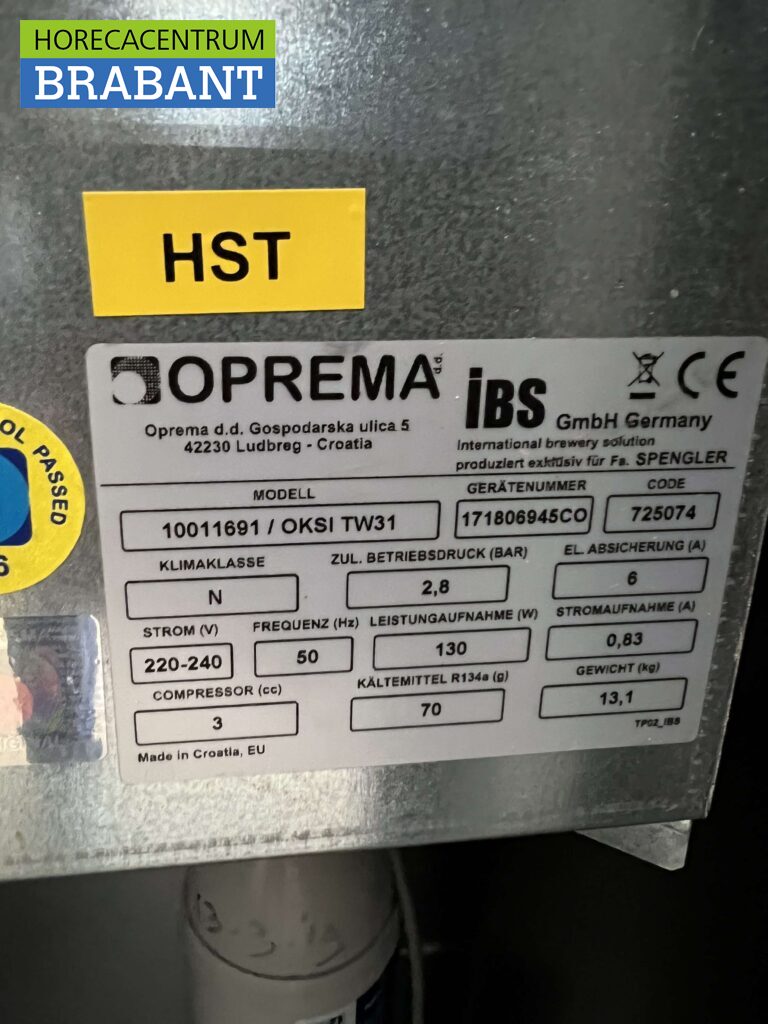 HORECACENTRUM
BRABANT
HST
OPREMA d.d.
Oprema d.d. Gospodarska ulica 5
42230 Ludbreg - Croatia
iBS GmbH Germany
International brewery solution
produziert exklusiv für Fa. SPENGLER
CE
OL PASSED
6
MODELL
10011691 / OKSI TW31
GERÄTENUMMER
171806945CO
CODE
725074
KLIMAKLASSE
N
ZUL. BETRIEBSDRUCK (BAR)
2,8
EL. ABSICHERUNG (A)
6
STROM (V)
220-240
FREQUENZ (Hz)
50
LEISTUNGAUFNAHME (W)
130
STROMAUFNAHME (A)
0,83
COMPRESSOR (cc)
3
KÄLTEMITTEL R134a (g)
70
GEWICHT (kg)
13,1
TP02_IBS
Made in Croatia, EU